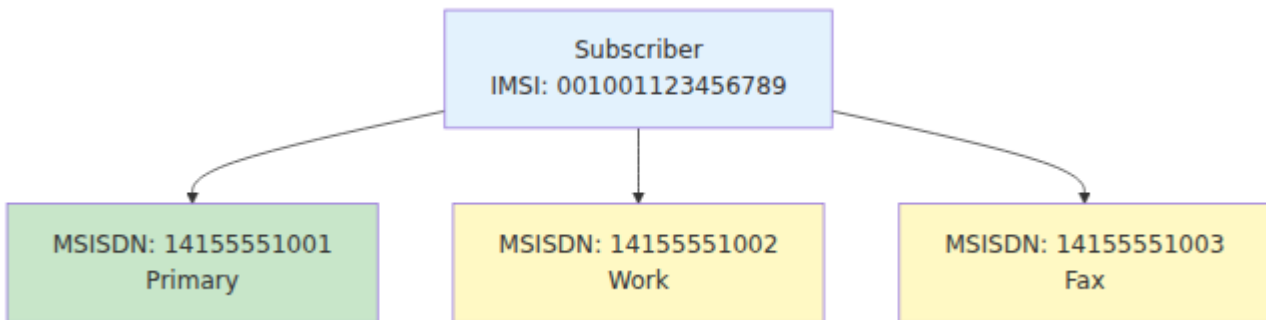 Subscriber
IMSI: 001001123456789
MSISDN: 14155551001
Primary
MSISDN: 14155551002
Work
MSISDN: 14155551003
Fax